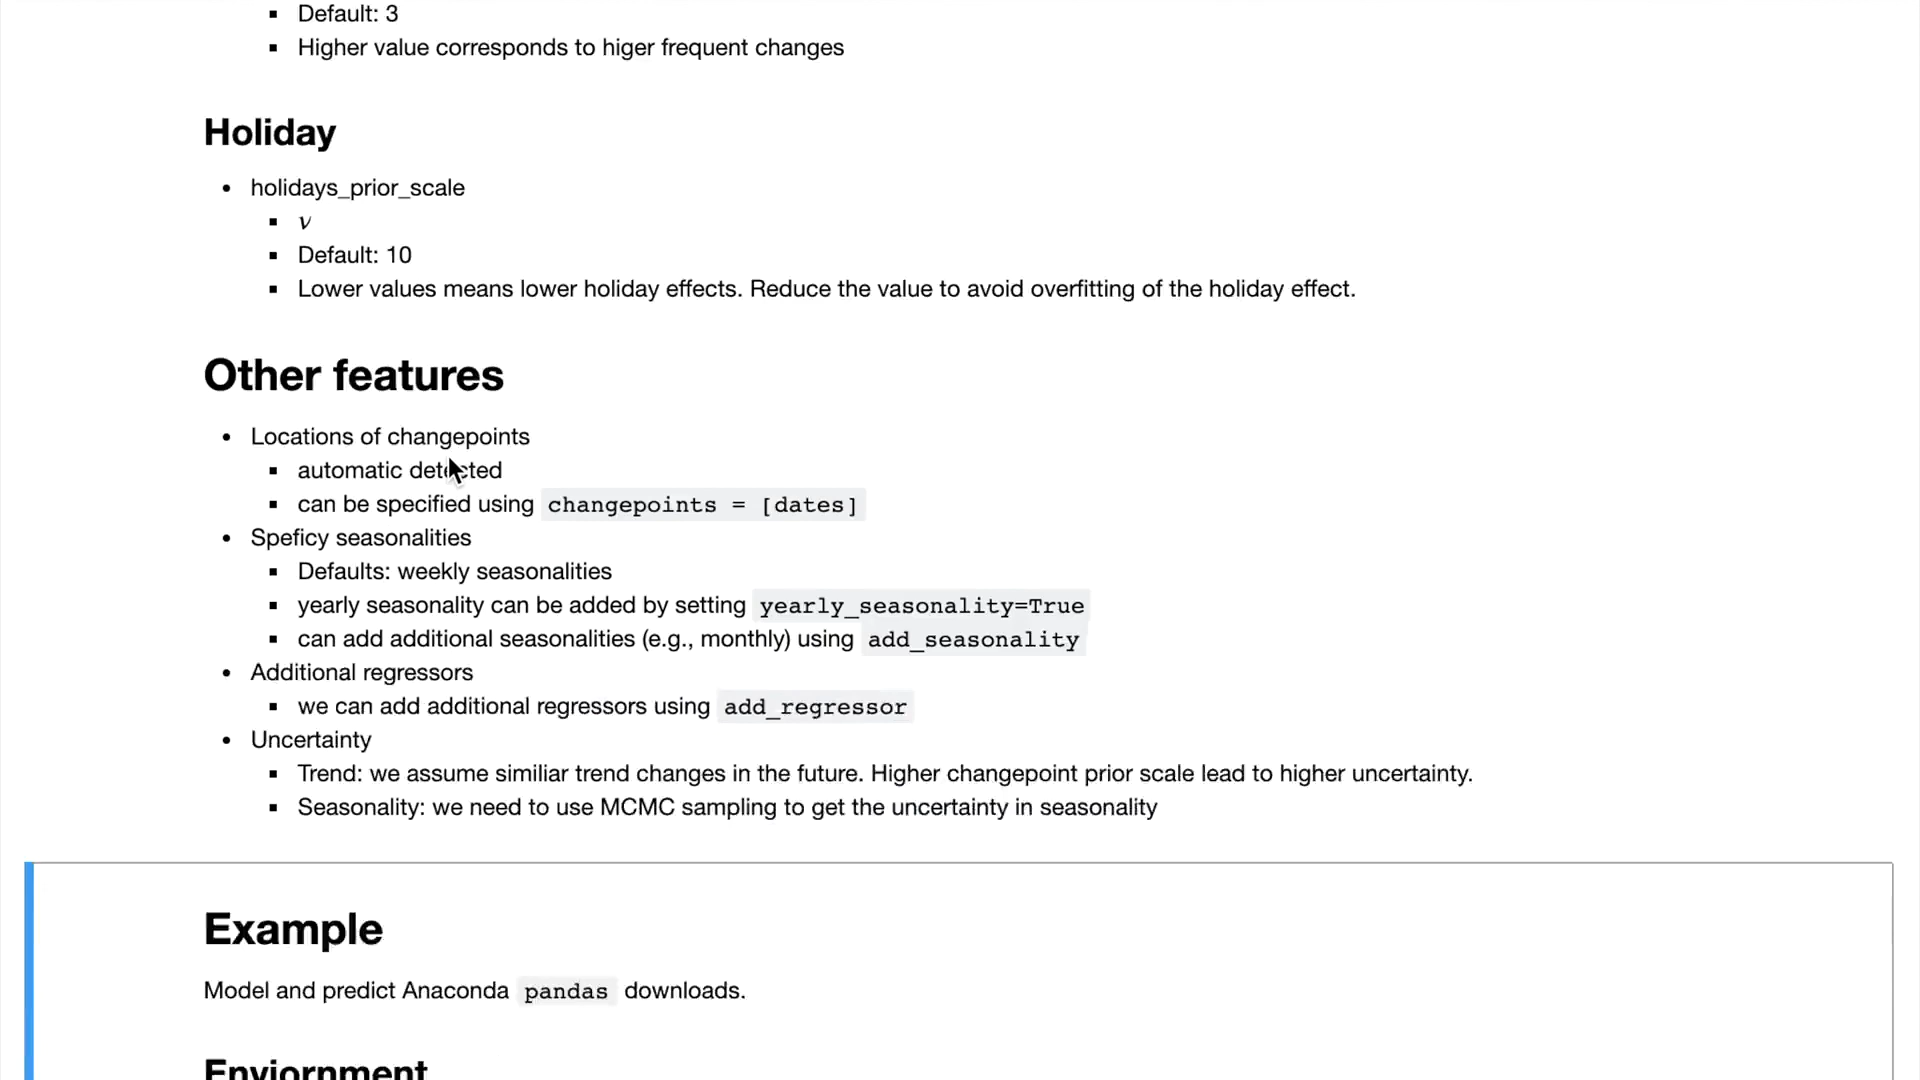 Default: 3
Higher value corresponds to higer frequent changes
Holiday
holidays_prior_scale
ν
Default: 10
Lower values means lower holiday effects. Reduce the value to avoid overfitting of the holiday effect.
Other features
Locations of changepoints
automatic detected
can be specified using changepoints = [dates]
Speficy seasonalities
Defaults: weekly seasonalities
yearly seasonality can be added by setting yearly_seasonality=True
can add additional seasonalities (e.g., monthly) using add_seasonality
Additional regressors
we can add additional regressors using add_regressor
Uncertainty
Trend: we assume similiar trend changes in the future. Higher changepoint prior scale lead to higher uncertainty.
Seasonality: we need to use MCMC sampling to get the uncertainty in seasonality
Example
Model and predict Anaconda pandas downloads.
Enviornment